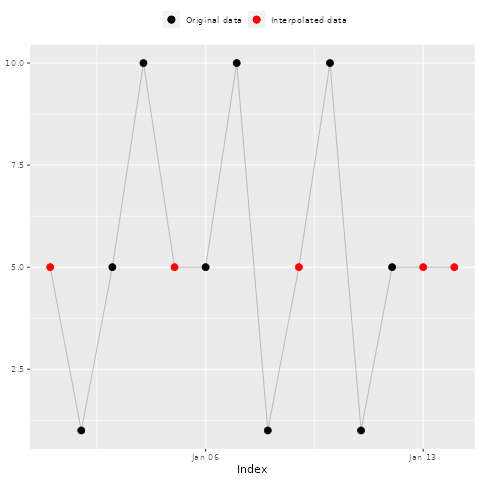 Original data Interpolated data
10.0
7.5
5.0
2.5
Jan 06 Jan 13
Index